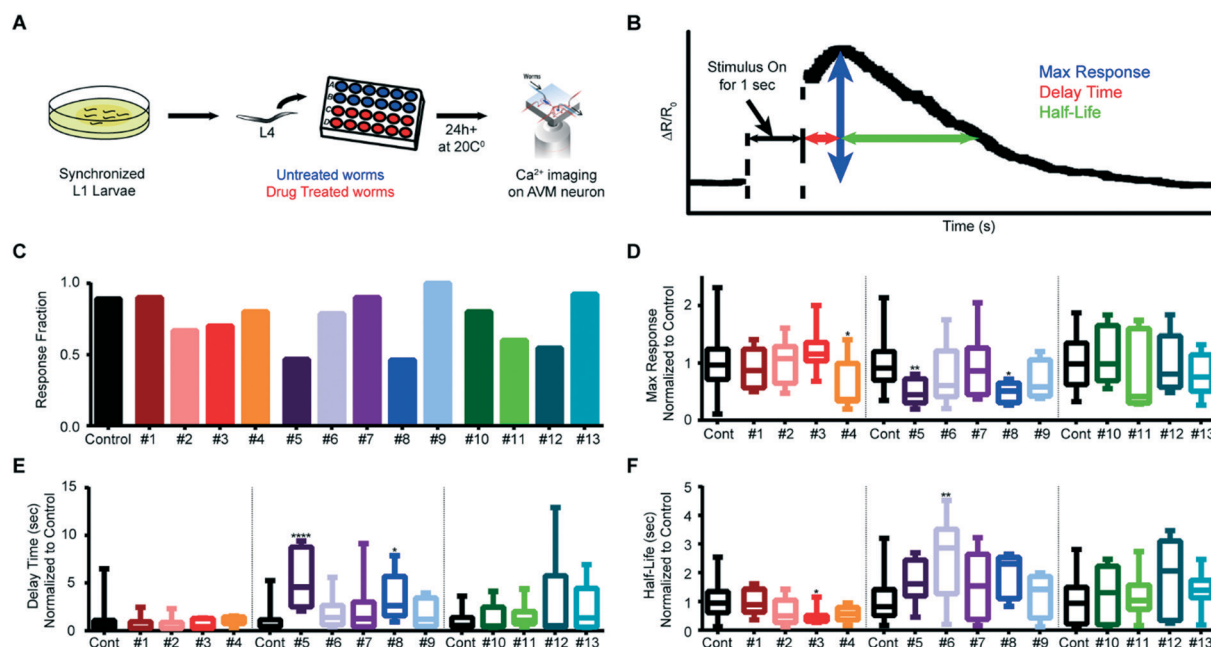 A
Synchronized
L1 Larvae
L4
A
B
C
D
Untreated worms
Drug Treated worms
24h+
at 20C⁰
Worms
Ca²⁺ imaging
on AVM neuron
B
ΔR/R₀
Stimulus On
for 1 sec
Max Response
Delay Time
Half-Life
Time (s)
C
Response Fraction
1.0
0.5
0.0
Control #1 #2 #3 #4 #5 #6 #7 #8 #9 #10 #11 #12 #13
D
Max Response
Normalized to Control
2
1
0
* ** *
Cont #1 #2 #3 #4 Cont #5 #6 #7 #8 #9 Cont #10 #11 #12 #13
E
Delay Time (sec)
Normalized to Control
15
10
5
0
**** *
Cont #1 #2 #3 #4 Cont #5 #6 #7 #8 #9 Cont #10 #11 #12 #13
F
Half-Life (sec)
Normalized to Control
5
4
3
2
1
0
* **
Cont #1 #2 #3 #4 Cont #5 #6 #7 #8 #9 Cont #10 #11 #12 #13